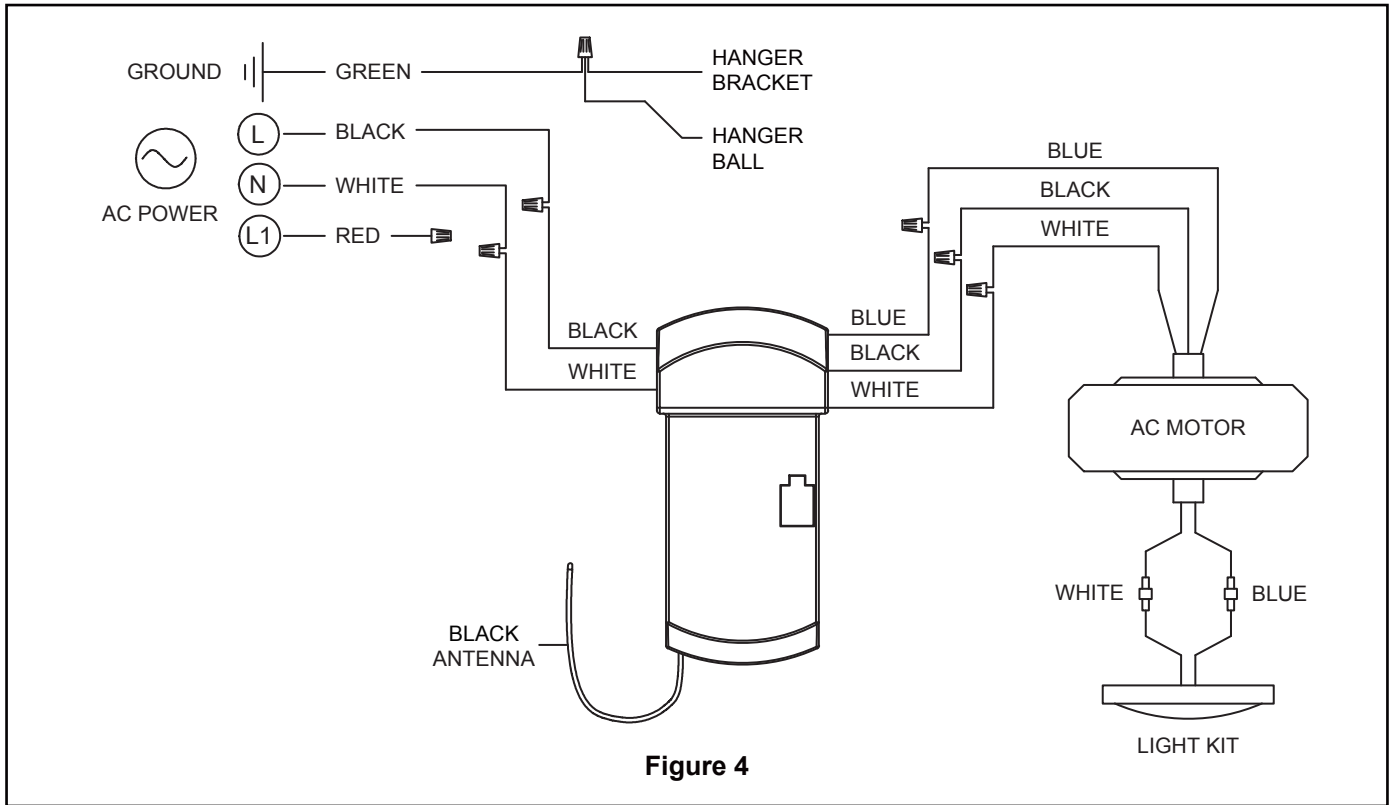 GROUND
GREEN
HANGER
BRACKET
HANGER
BALL
L
BLACK
N
WHITE
AC POWER
L1
RED
BLUE
BLACK
WHITE
BLACK
WHITE
BLUE
BLACK
WHITE
AC MOTOR
WHITE
BLUE
BLACK
ANTENNA
LIGHT KIT
Figure 4